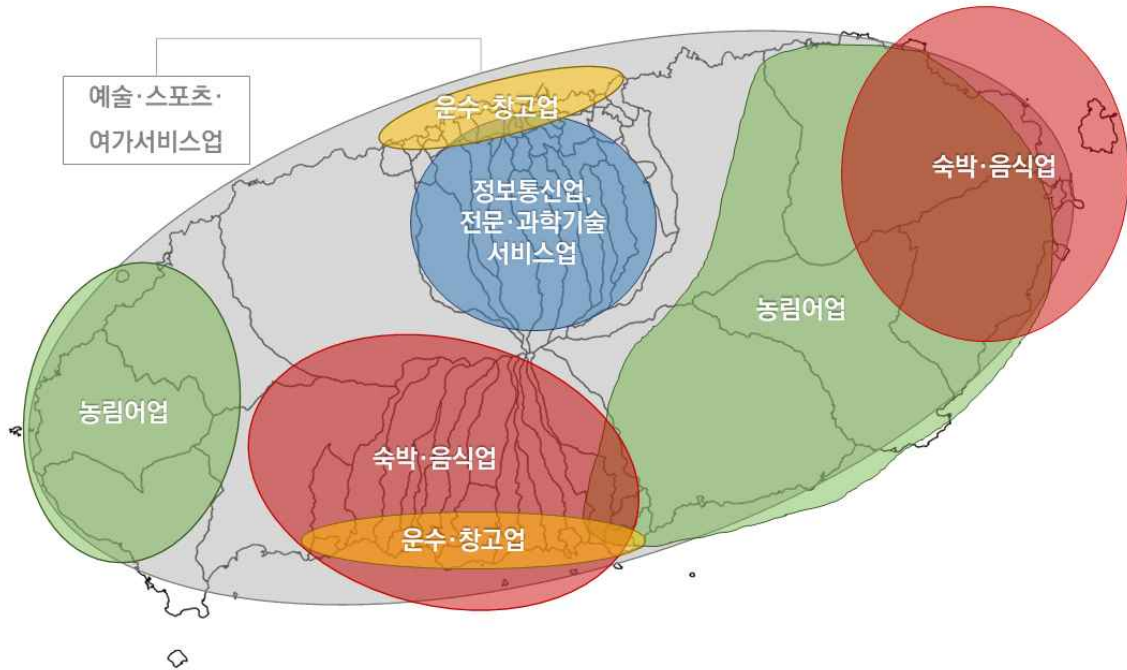 예술·스포츠·
여가서비스업
운수·창고업
숙박·음식업
정보통신업,
전문·과학기술
서비스업
농림어업
농림어업
숙박·음식업
운수·창고업